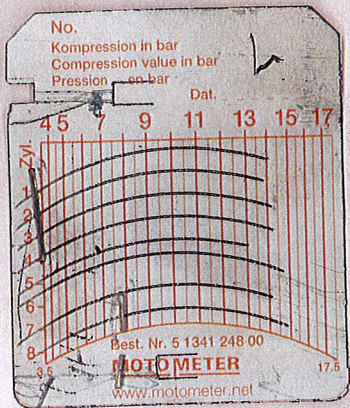 No.
Kompression in bar
Compression value in bar
Pression en bar
Dat.
4 5 7 9 11 13 15 17
Zyl.
1
2
3
4
5
6
7
8
3.5 17.5
Best. Nr. 5 1341 248 00
MOTOMETER
www.motometer.net